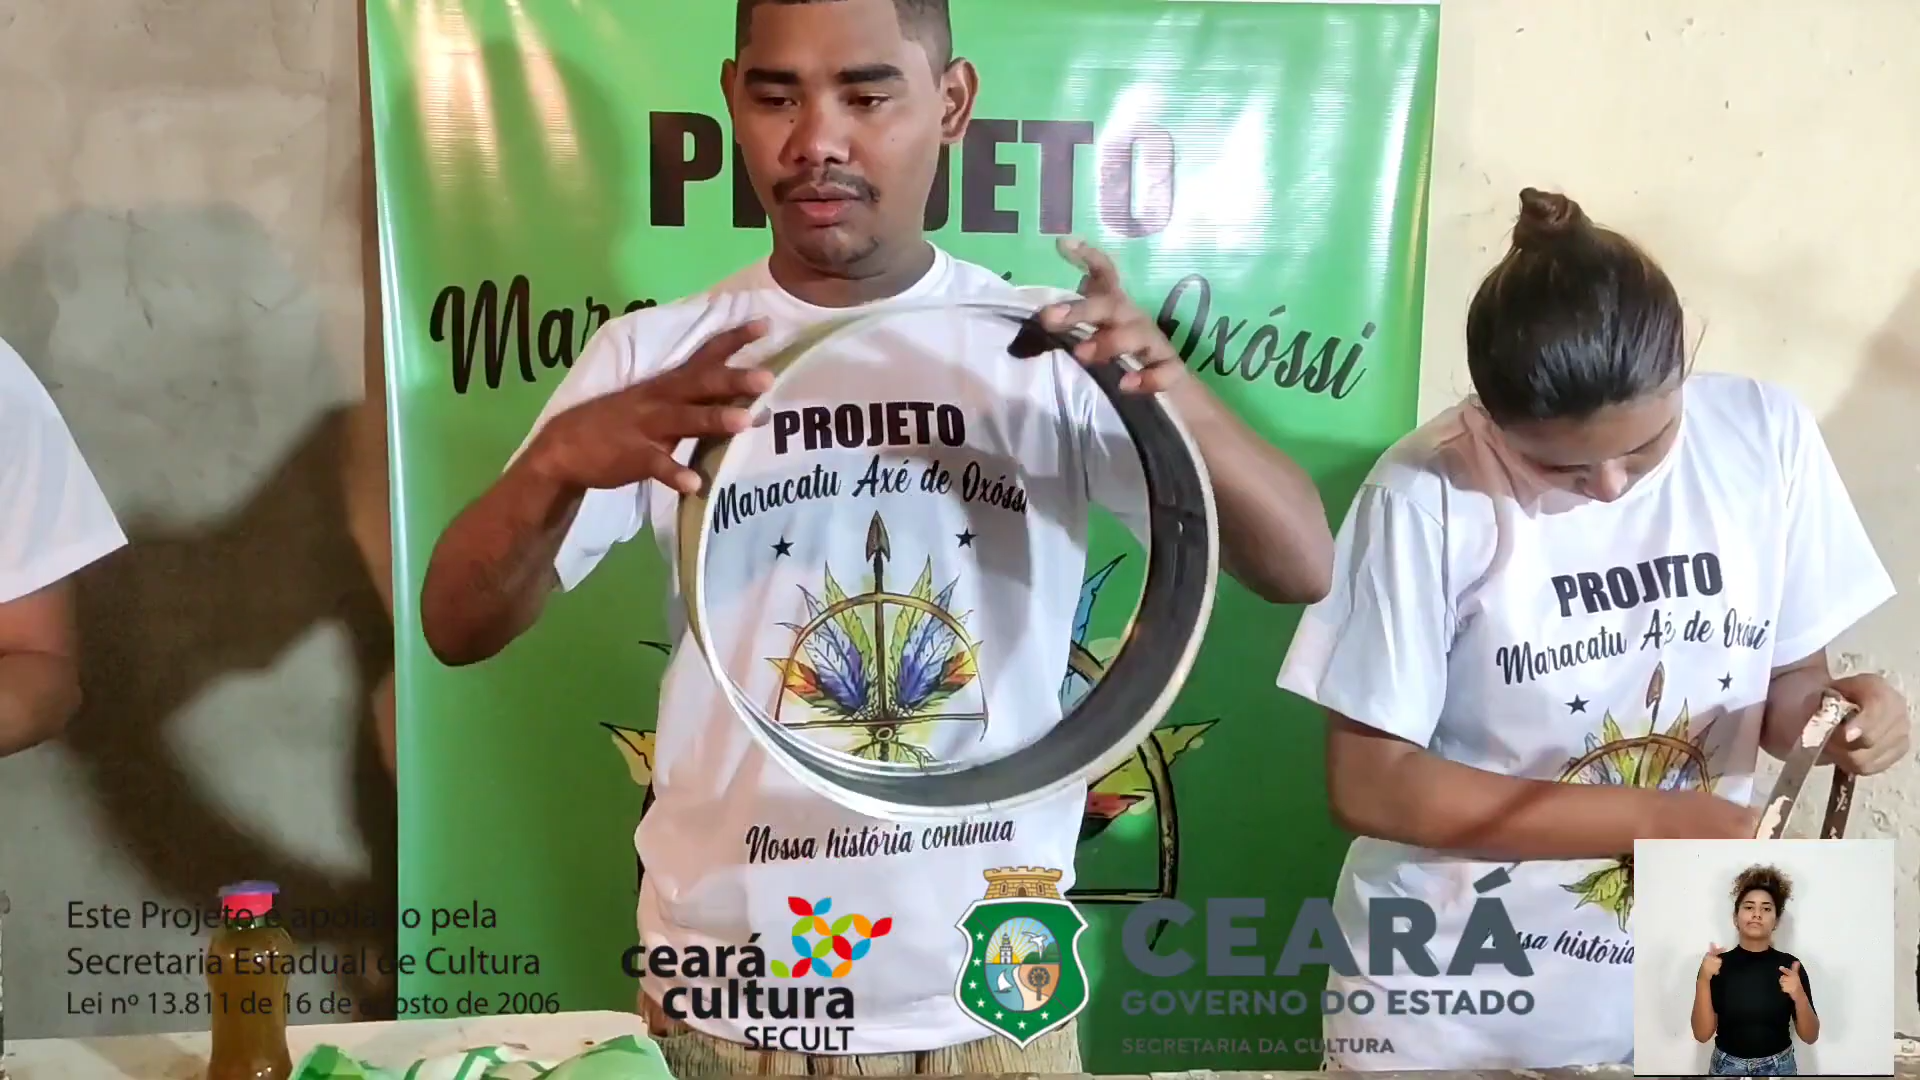 PROJETO
Oxóssi
PROJETO
Maracatu Axé de Oxóssi
Nossa história continua
PROJETO
Maracatu Axé de Oxóssi
história
Este Projeto é apoiado pela
Secretaria Estadual de Cultura
Lei nº 13.811 de 16 de agosto de 2006
ceará
cultura
SECULT
CEARÁ
GOVERNO DO ESTADO
SECRETARIA DA CULTURA